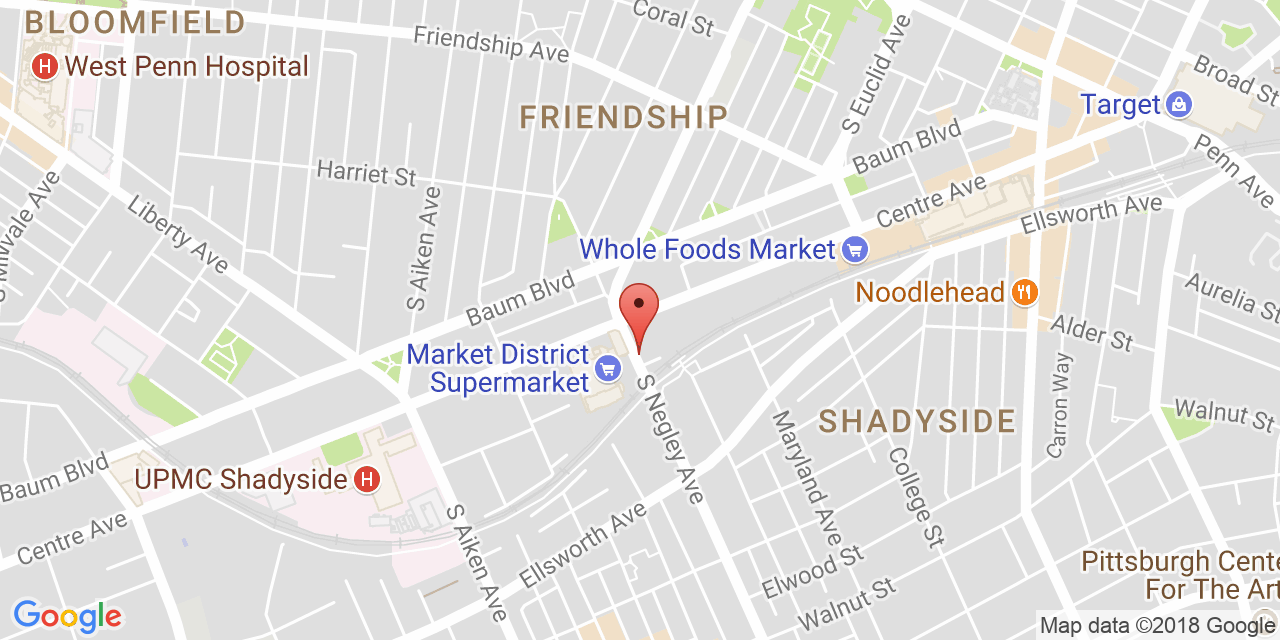 BLOOMFIELD
Coral St
Friendship Ave
S Euclid Ave
West Penn Hospital
Broad St
Target
FRIENDSHIP
Baum Blvd
Penn Ave
Harriet St
Centre Ave
Ellsworth Ave
Liberty Ave
S Aiken Ave
Whole Foods Market
Baum Blvd
Noodlehead
Aurelia St
Alder St
Market District
Supermarket
S Negley Ave
Carron Way
SHADYSIDE
Walnut St
Maryland Ave
College St
UPMC Shadyside
Baum Blvd
Centre Ave
S Aiken Ave
Ellsworth Ave
Elwood St
Walnut St
Pittsburgh Cente
For The Art
Google
Map data ©2018 Google